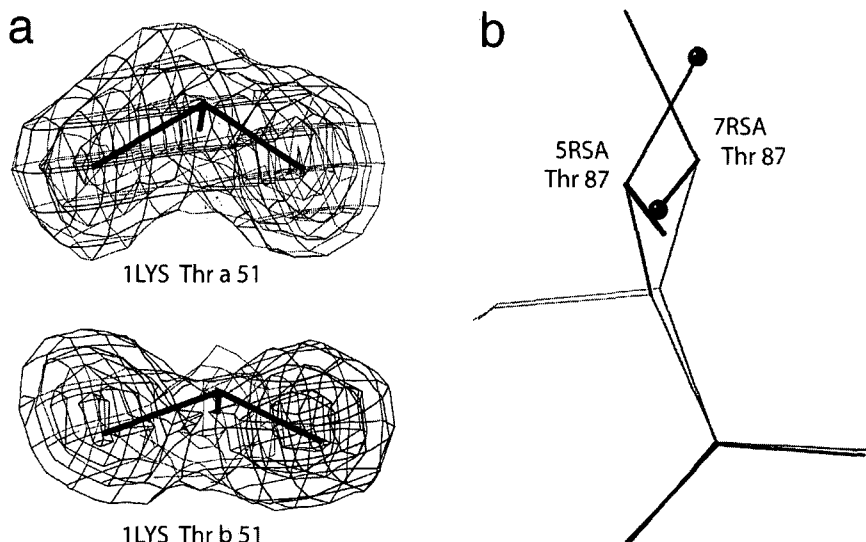 a
1LYS Thr a 51
1LYS Thr b 51
b
5RSA
Thr 87
7RSA
Thr 87